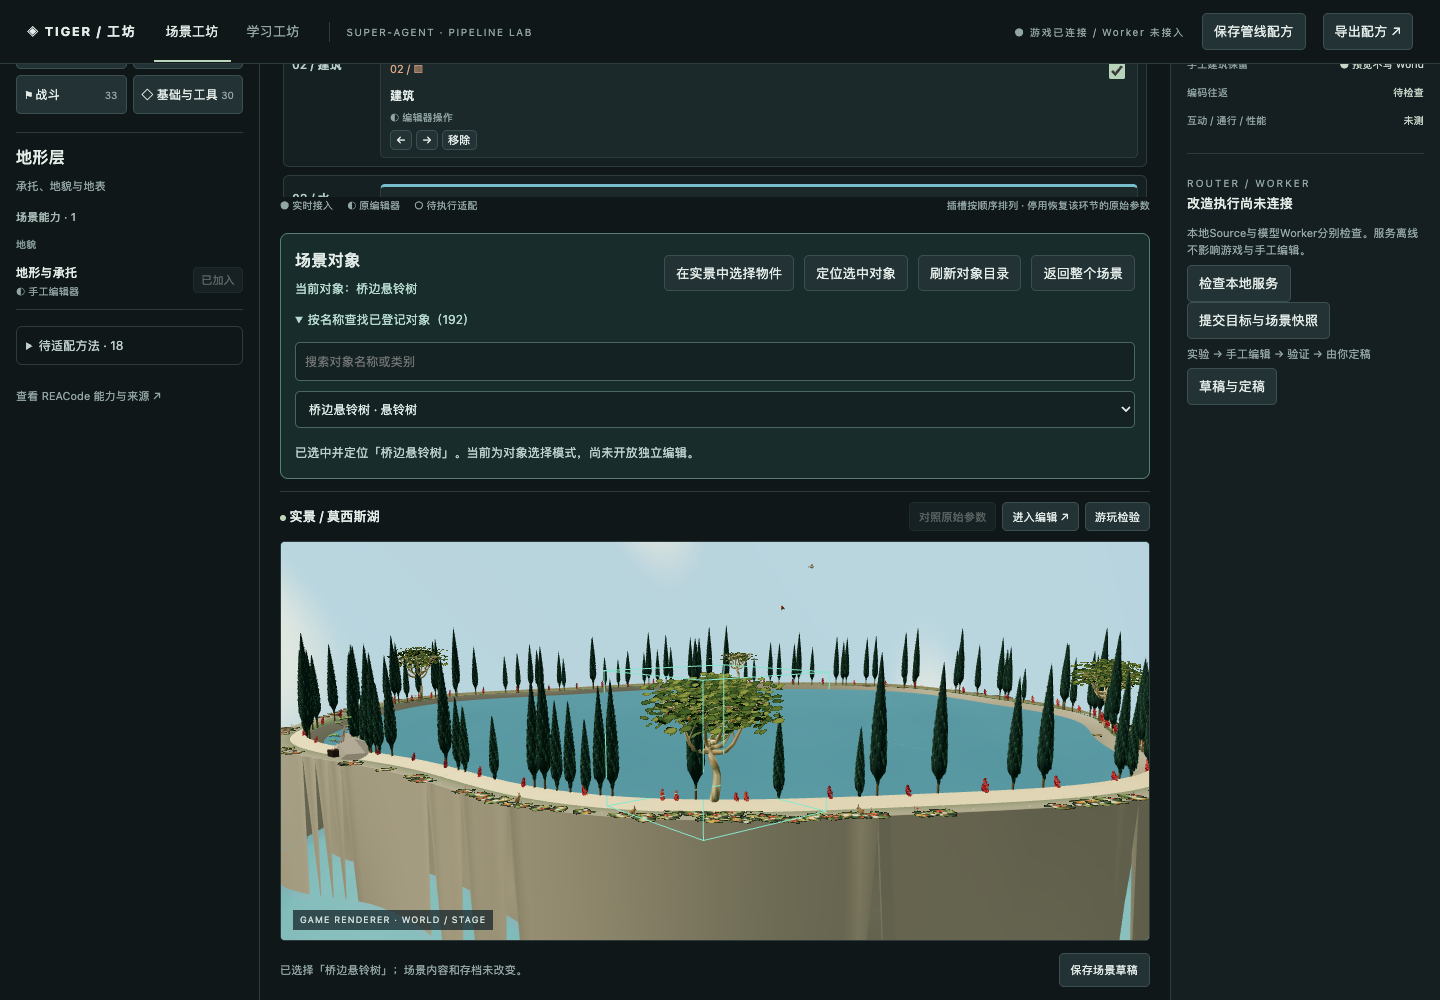 ◈ TIGER / 工坊
场景工坊
学习工坊
SUPER-AGENT · PIPELINE LAB
● 游戏已连接 / Worker 未接入
保存管线配方
导出配方 ↗
⚑ 战斗 33
◇ 基础与工具 30
地形层
承托、地貌与地表
场景能力 · 1
地貌
地形与承托
◐ 手工编辑器
已加入
▶ 待适配方法 · 18
查看 REACode 能力与来源 ↗
02 / 建筑
02 / ▦
建筑
◐ 编辑器操作
← → 移除
● 实时接入 ◐ 原编辑器 ○ 待执行适配
插槽按顺序排列 · 停用恢复该环节的原始参数
场景对象
当前对象：桥边悬铃树
在实景中选择物件
定位选中对象
刷新对象目录
返回整个场景
▼ 按名称查找已登记对象（192）
搜索对象名称或类别
桥边悬铃树 · 悬铃树
已选中并定位「桥边悬铃树」。当前为对象选择模式，尚未开放独立编辑。
● 实景 / 莫西斯湖
对照原始参数
进入编辑 ↗
游玩检验
GAME RENDERER · WORLD / STAGE
已选择「桥边悬铃树」；场景内容和存档未改变。
保存场景草稿
手工建筑保留 ● 预览不写 World
编码往返 待检查
互动 / 通行 / 性能 未测
ROUTER / WORKER
改造执行尚未连接
本地Source与模型Worker分别检查。服务离线
不影响游戏与手工编辑。
检查本地服务
提交目标与场景快照
实验 → 手工编辑 → 验证 → 由你定稿
草稿与定稿